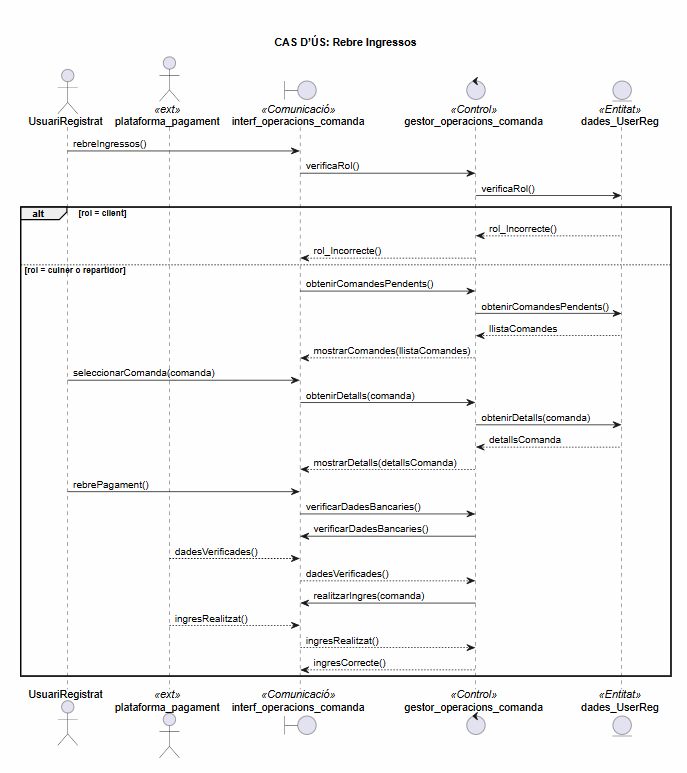 CAS D'ÚS: Rebre Ingressos
UsuariRegistrat
«ext»
plataforma_pagament
«Comunicació»
interf_operacions_comanda
«Control»
gestor_operacions_comanda
«Entitat»
dades_UserReg
rebreIngressos()
verificaRol()
verificaRol()
alt [rol = client]
rol_Incorrecte()
rol_Incorrecte()
[rol = cuiner o repartidor]
obtenirComandesPendents()
obtenirComandesPendents()
llistaComandes
mostrarComandes(llistaComandes)
seleccionarComanda(comanda)
obtenirDetalls(comanda)
obtenirDetalls(comanda)
detallsComanda
mostrarDetalls(detallsComanda)
rebrePagament()
verificarDadesBancaries()
verificarDadesBancaries()
dadesVerificades()
dadesVerificades()
realitzarIngres(comanda)
ingresRealitzat()
ingresRealitzat()
ingresCorrecte()
UsuariRegistrat
«ext»
plataforma_pagament
«Comunicació»
interf_operacions_comanda
«Control»
gestor_operacions_comanda
«Entitat»
dades_UserReg